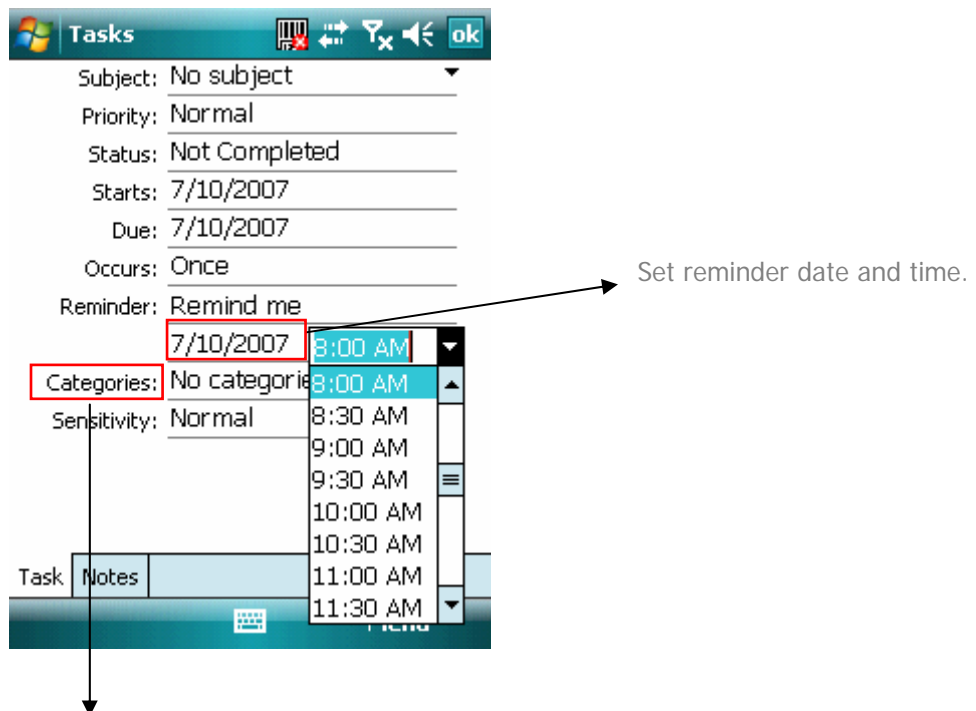 Tasks ok
Subject: No subject
Priority: Normal
Status: Not Completed
Starts: 7/10/2007
Due: 7/10/2007
Occurs: Once
Reminder: Remind me
7/10/2007 8:00 AM
Set reminder date and time.
Categories: No categorie
Sensitivity: Normal
8:00 AM
8:30 AM
9:00 AM
9:30 AM
10:00 AM
10:30 AM
11:00 AM
11:30 AM
Task Notes